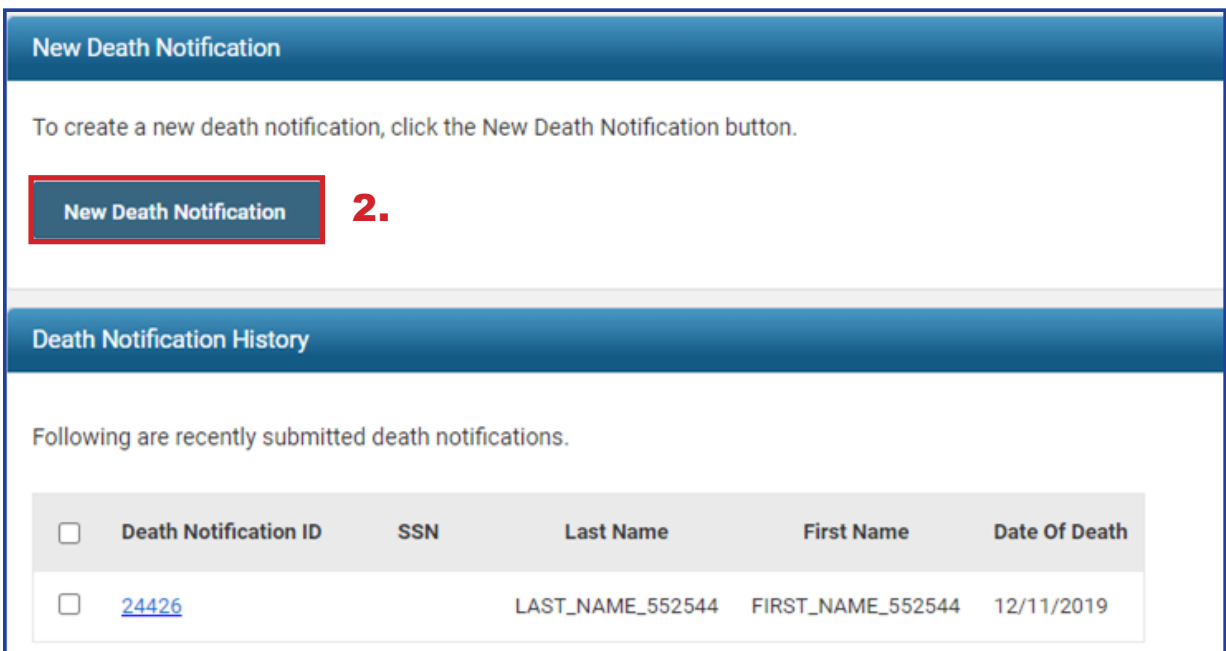 New Death Notification
To create a new death notification, click the New Death Notification button.
New Death Notification 2.
Death Notification History
Following are recently submitted death notifications.
Death Notification ID SSN Last Name First Name Date Of Death
24426 LAST_NAME_552544 FIRST_NAME_552544 12/11/2019